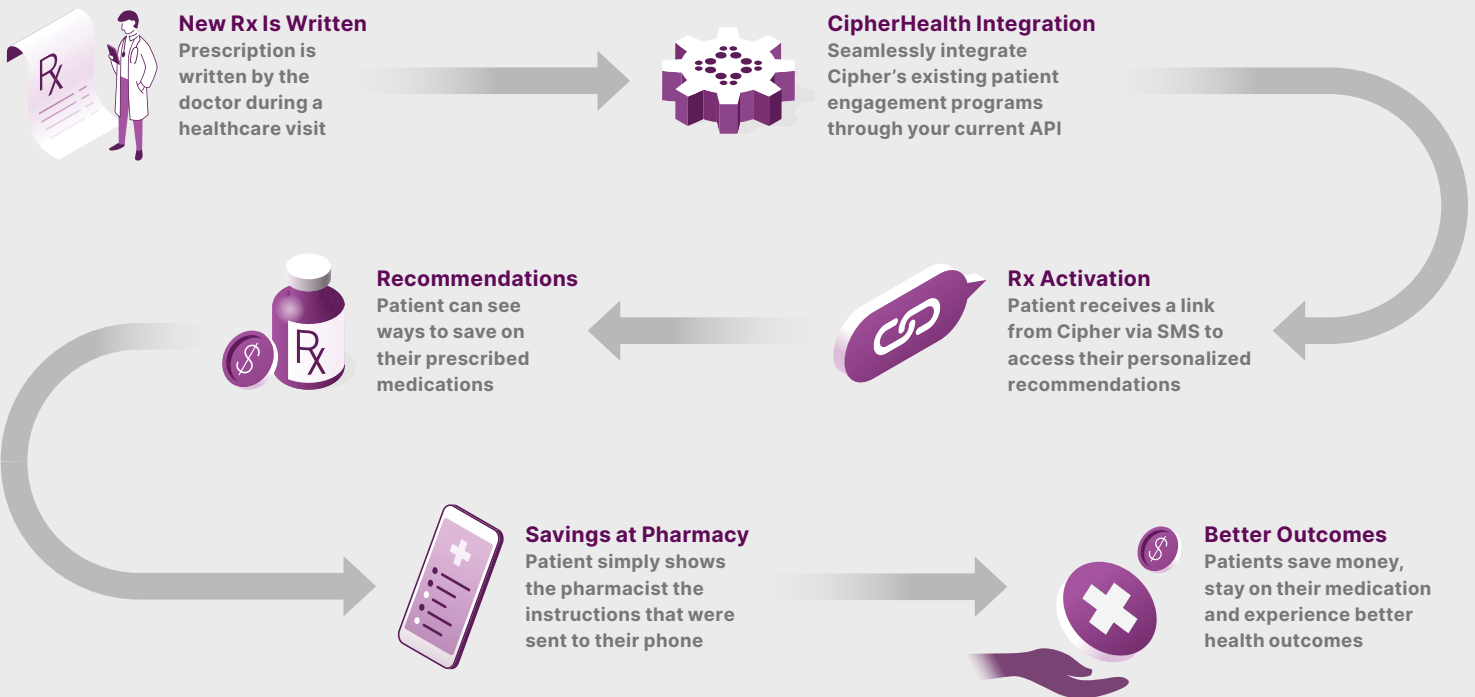 New Rx Is Written
Prescription is
written by the
doctor during a
healthcare visit
Rx
CipherHealth Integration
Seamlessly integrate
Cipher's existing patient
engagement programs
through your current API
Rx Activation
Patient receives a link
from Cipher via SMS to
access their personalized
recommendations
Recommendations
Patient can see
ways to save on
their prescribed
medications
Rx
$
Savings at Pharmacy
Patient simply shows
the pharmacist the
instructions that were
sent to their phone
Better Outcomes
Patients save money,
stay on their medication
and experience better
health outcomes
$